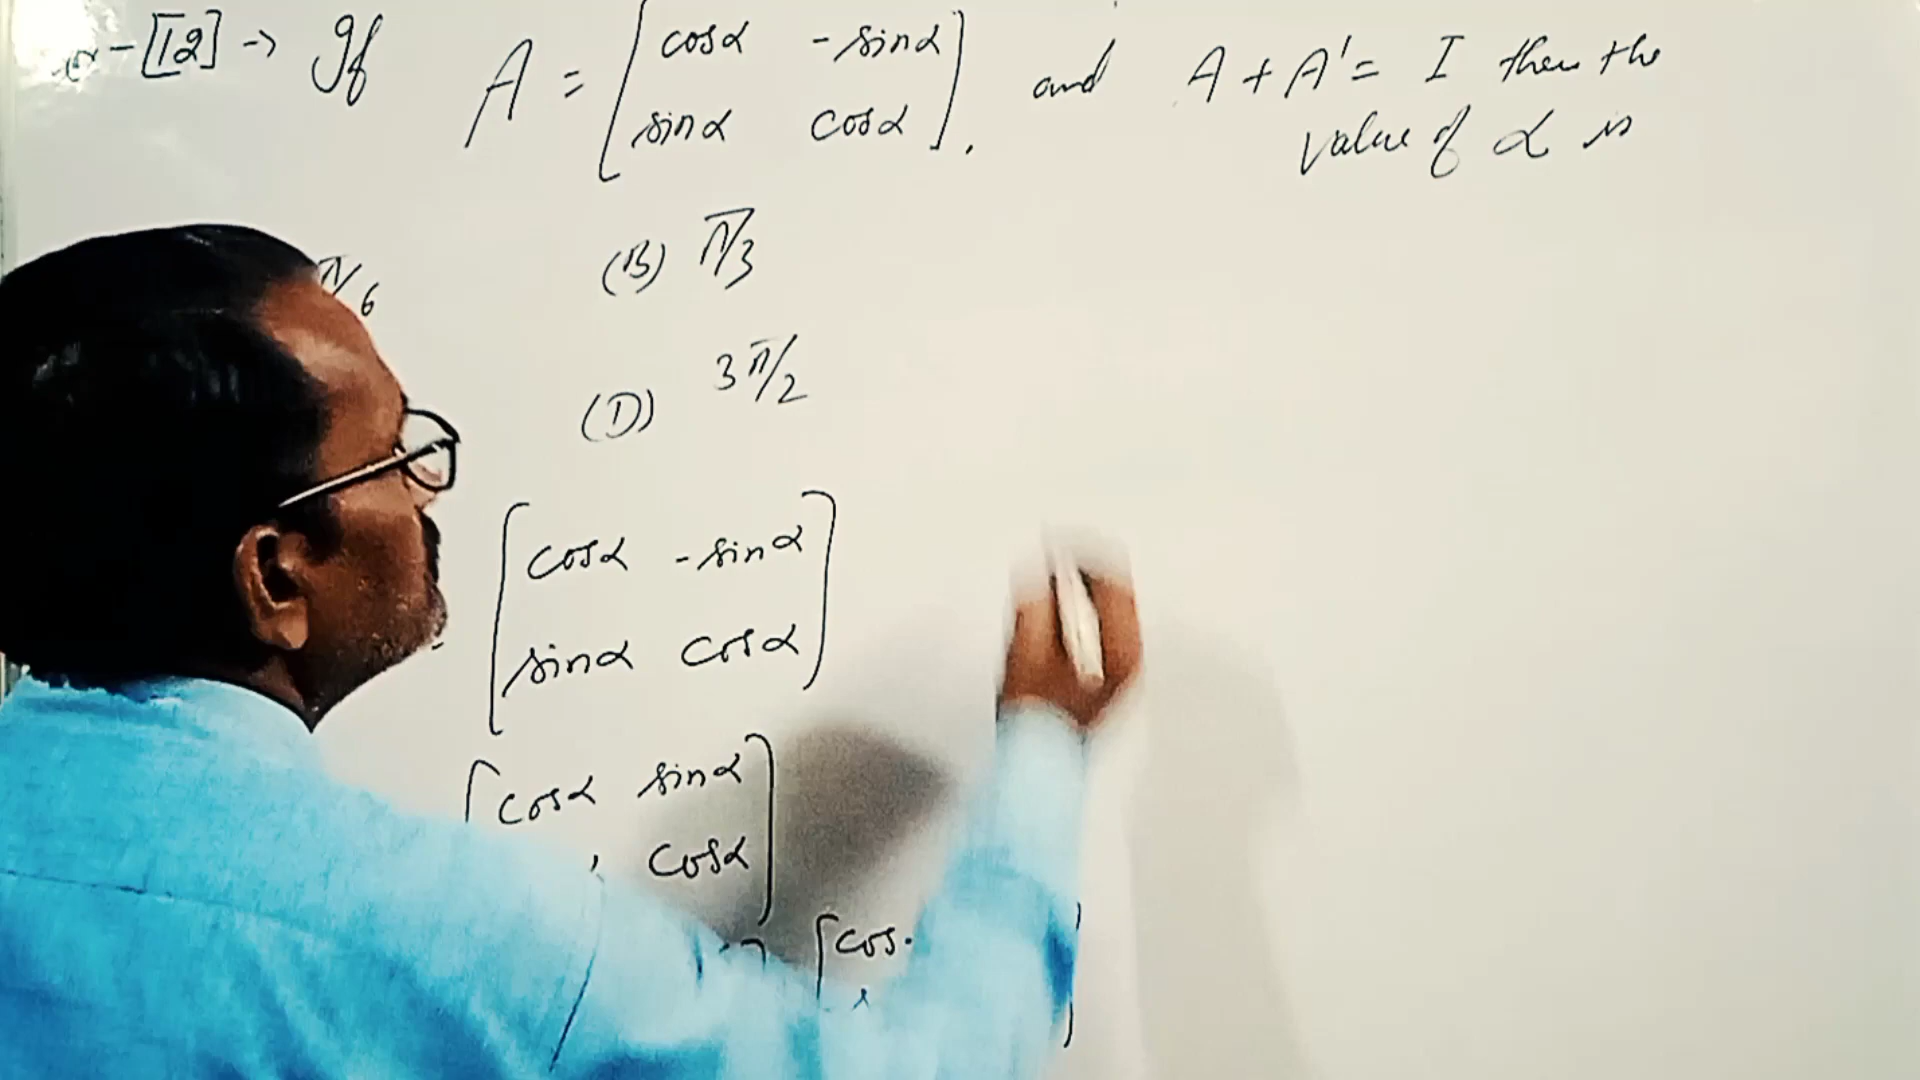 [12] → If A = [cosα -sinα
sinα cosα]. and A + A' = I then the
value of α is
π/6 (B) π/3
(D) 3π/2
[cosα -sinα
sinα cosα]
[cosα sinα
cosα]
[cos